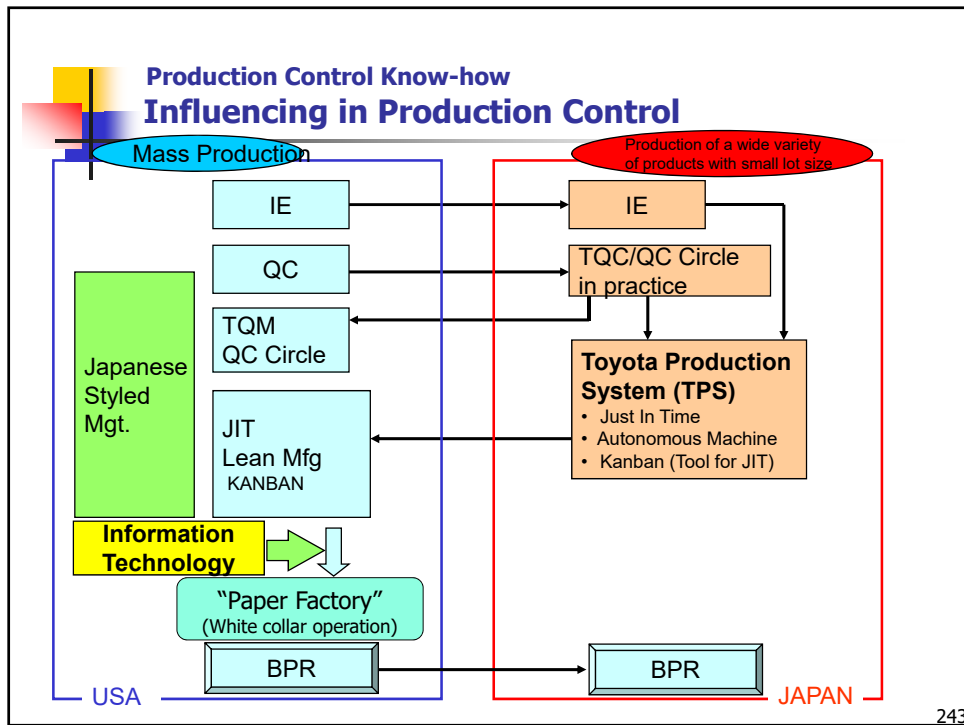 Production Control Know-how
Influencing in Production Control
Mass Production
Production of a wide variety
of products with small lot size
IE
IE
QC
TQC/QC Circle
in practice
TQM
QC Circle
Japanese
Styled
Mgt.
Toyota Production
System (TPS)
• Just In Time
• Autonomous Machine
• Kanban (Tool for JIT)
JIT
Lean Mfg
KANBAN
Information
Technology
“Paper Factory”
(White collar operation)
BPR
BPR
USA
JAPAN
243